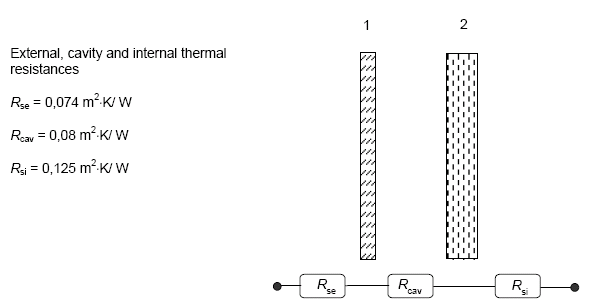 1 2
External, cavity and internal thermal
resistances
Rse = 0,074 m2·K/ W
Rcav = 0,08 m2·K/ W
Rsi = 0,125 m2·K/ W
Rse Rcav Rsi